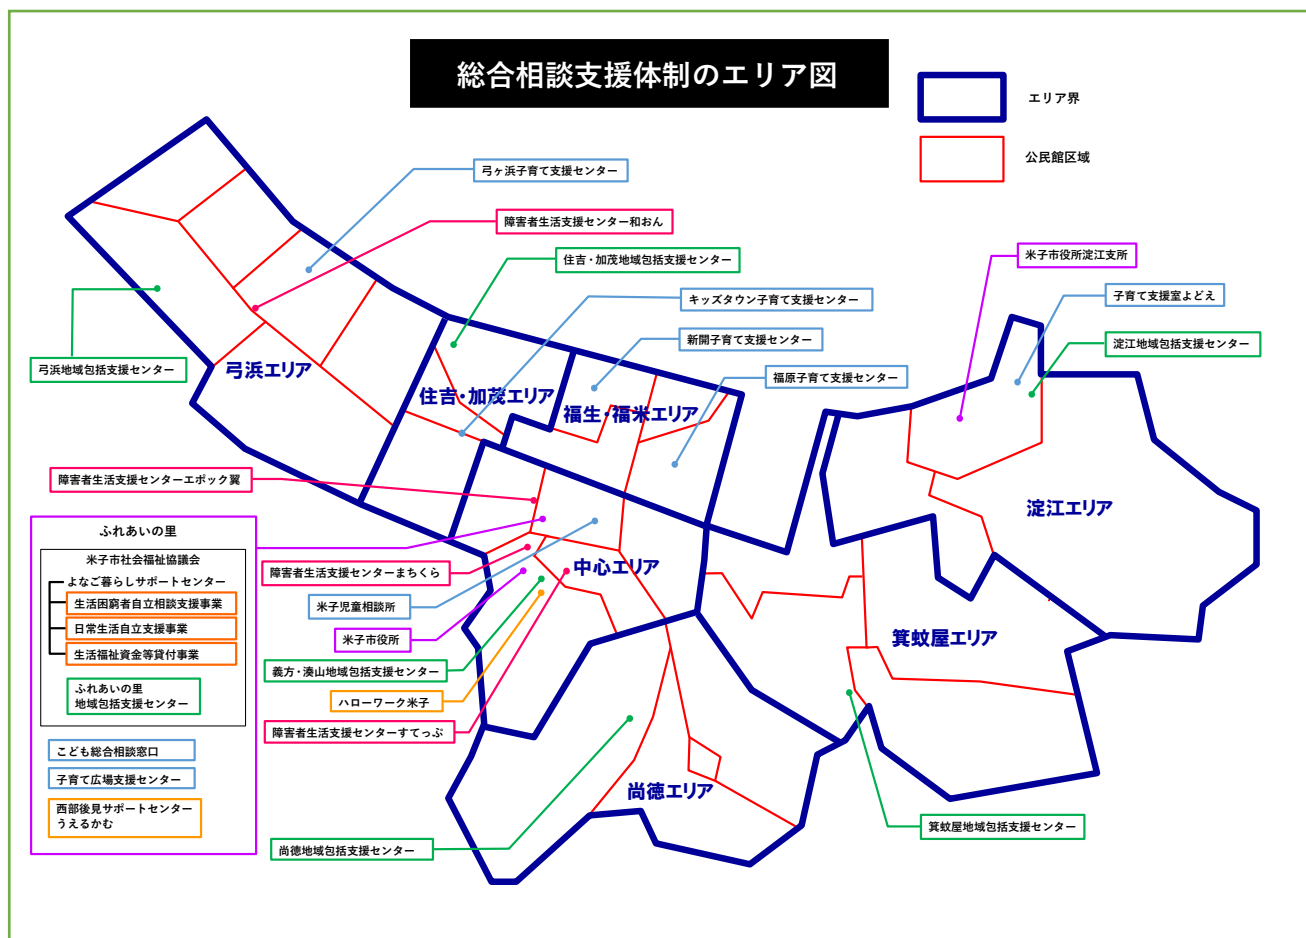 総合相談支援体制のエリア図
エリア界
公民館区域
弓ヶ浜子育て支援センター
障害者生活支援センター和おん
住吉・加茂地域包括支援センター
米子市役所淀江支所
キッズタウン子育て支援センター
子育て支援室よどえ
新開子育て支援センター
淀江地域包括支援センター
弓浜地域包括支援センター
弓浜エリア
福原子育て支援センター
住吉・加茂エリア
福生・福米エリア
障害者生活支援センターエポック翼
淀江エリア
ふれあいの里
米子市社会福祉協議会
よなご暮らしサポートセンター
生活困窮者自立相談支援事業
日常生活自立支援事業
生活福祉資金等貸付事業
ふれあいの里
地域包括支援センター
こども総合相談窓口
子育て広場支援センター
西部後見サポートセンター
うえるかむ
中心エリア
障害者生活支援センターまちくら
米子児童相談所
米子市役所
箕蚊屋エリア
義方・湊山地域包括支援センター
ハローワーク米子
障害者生活支援センターすてっぷ
尚徳エリア
箕蚊屋地域包括支援センター
尚徳地域包括支援センター